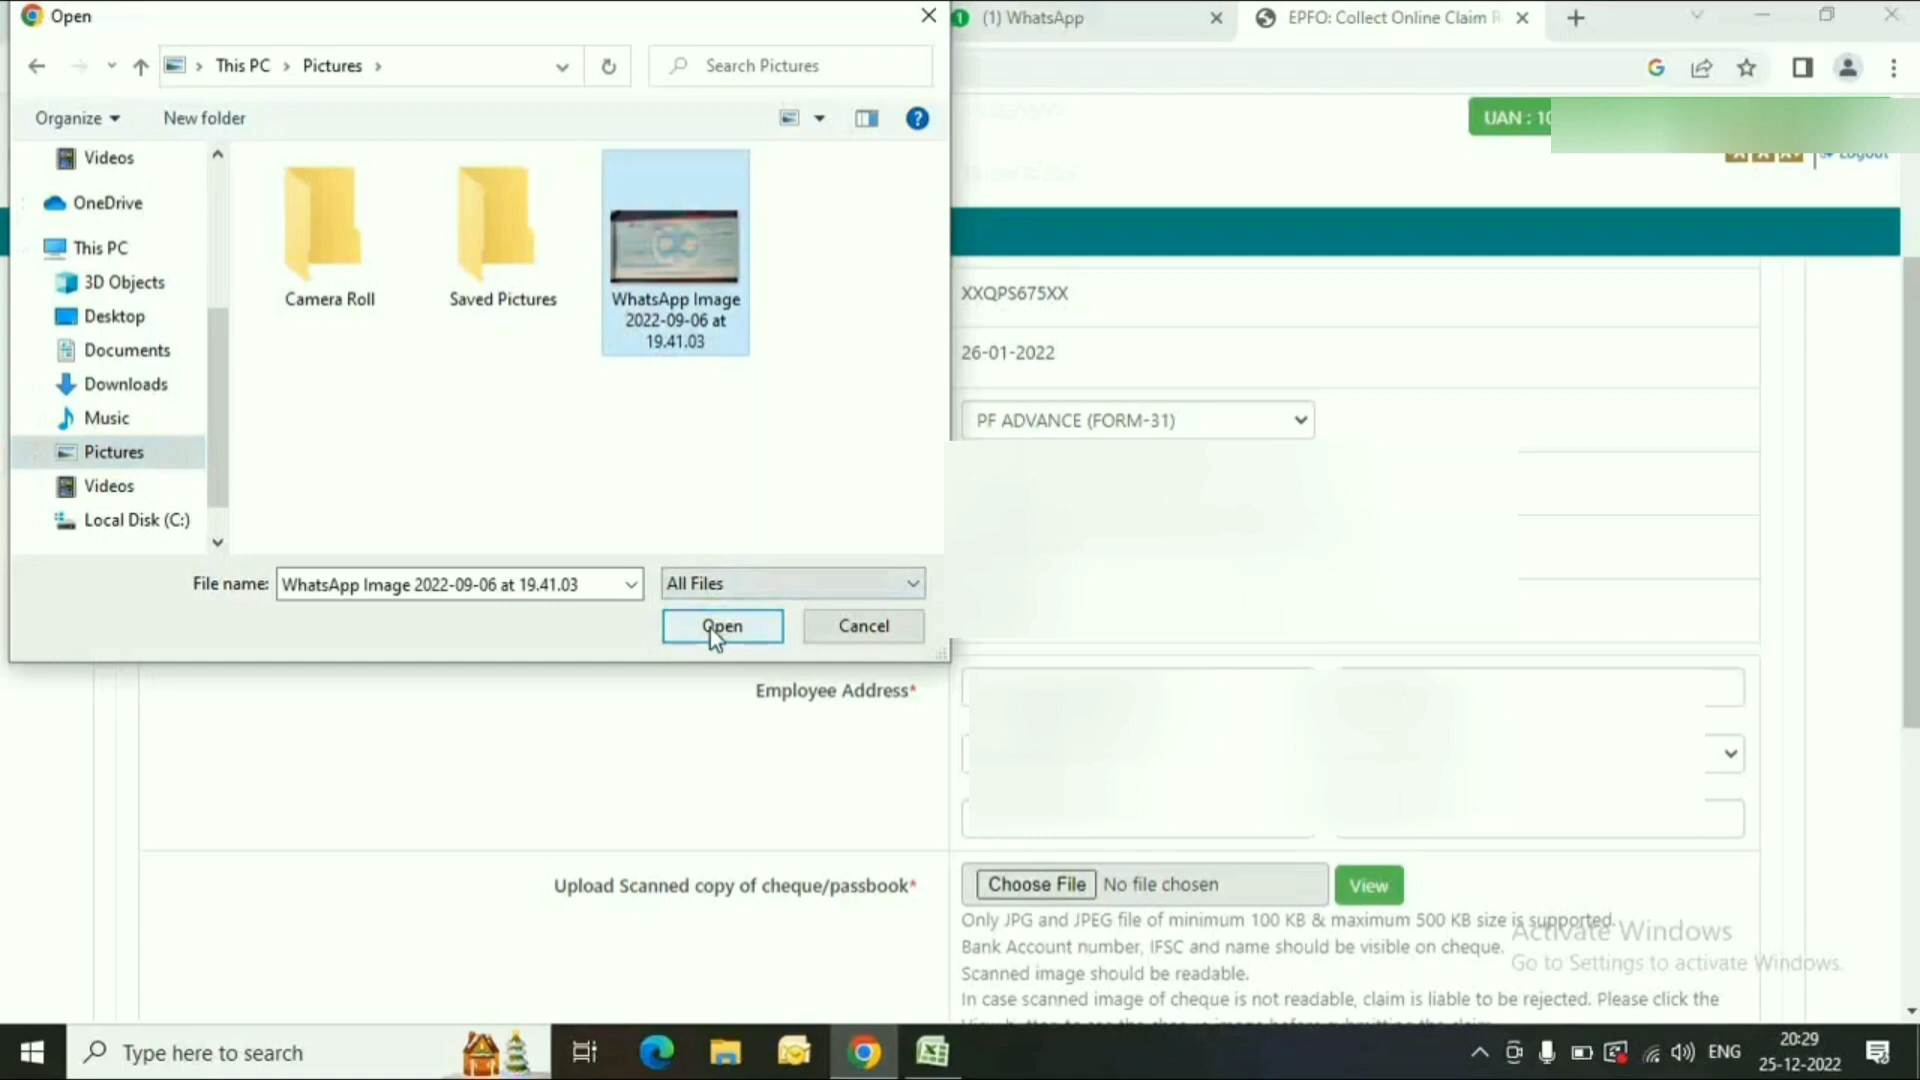 Open
(1) WhatsApp
EPFO: Collect Online Claim R
This PC
Pictures
Search Pictures
Organize
New folder
UAN : 10
Logout
Videos
OneDrive
This PC
3D Objects
Desktop
Documents
Downloads
Music
Pictures
Videos
Local Disk (C:)
Camera Roll
Saved Pictures
WhatsApp Image
2022-09-06 at
19.41.03
XXQPS675XX
26-01-2022
PF ADVANCE (FORM-31)
File name:
WhatsApp Image 2022-09-06 at 19.41.03
All Files
Open
Cancel
Employee Address*
Upload Scanned copy of cheque/passbook*
Choose File
No file chosen
View
Only JPG and JPEG file of minimum 100 KB & maximum 500 KB size is supported.
Bank Account number, IFSC and name should be visible on cheque.
Scanned image should be readable.
In case scanned image of cheque is not readable, claim is liable to be rejected. Please click the
Activate Windows
Go to Settings to activate Windows.
Type here to search
ENG
20:29
25-12-2022